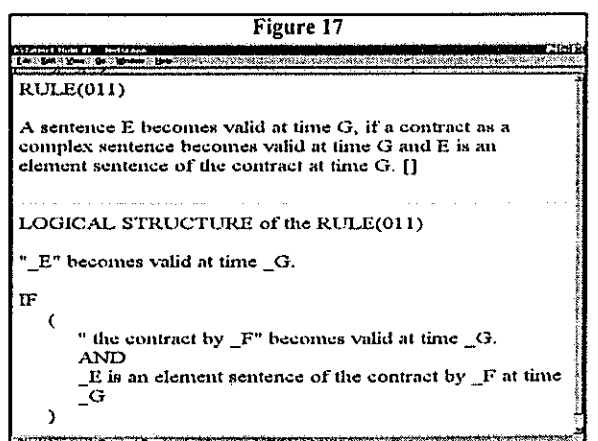 Figure 17
RULE(011)
A sentence E becomes valid at time G, if a contract as a
complex sentence becomes valid at time G and E is an
element sentence of the contract at time G. []
LOGICAL STRUCTURE of the RULE(011)
"_E" becomes valid at time _G.
IF
(
" the contract by _F" becomes valid at time _G.
AND
_E is an element sentence of the contract by _F at time
_G
)